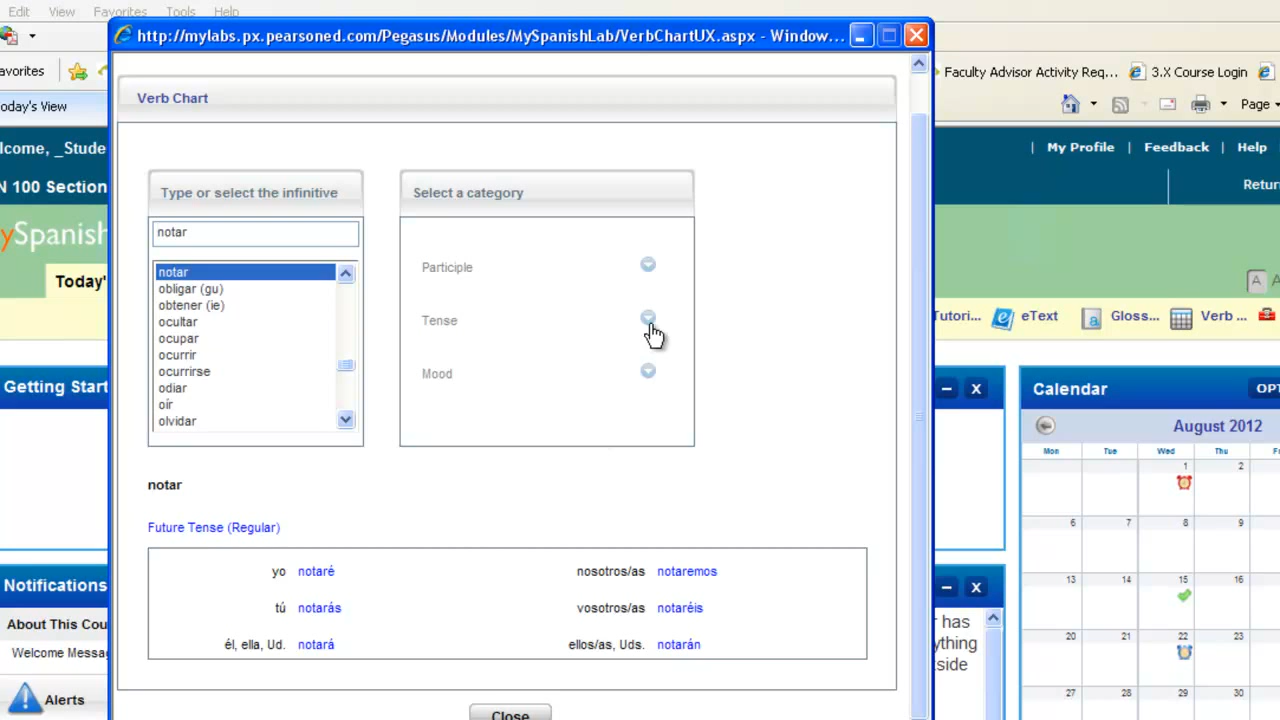 Edit View Favorites Tools Help
http://mylabs.px.pearsoned.com/Pegasus/Modules/MySpanishLab/VerbChartUX.aspx - Window...
avorites
Faculty Advisor Activity Req... 3.X Course Login
oday's View
Page
lcome, _Stude
My Profile | Feedback | Help
N 100 Section
Retur
ySpanish
Today'
A
Tutori... eText Gloss... Verb ...
Verb Chart
Type or select the infinitive
notar
notar
obligar (gu)
obtener (ie)
ocultar
ocupar
ocurrir
ocurrirse
odiar
oír
olvidar
Select a category
Participle
Tense
Mood
notar
Future Tense (Regular)
yo notaré nosotros/as notaremos
tú notarás vosotros/as notaréis
él, ella, Ud. notará ellos/as, Uds. notarán
Close
Getting Start
Notifications
About This Cou
Welcome Messag
Alerts
X
X
r has
ything
kside
Calendar
OPT
August 2012
Mon Tue Wed Thu F
1 2
6 7 8 9
13 14 15 16
20 21 22 23
27 28 29 30